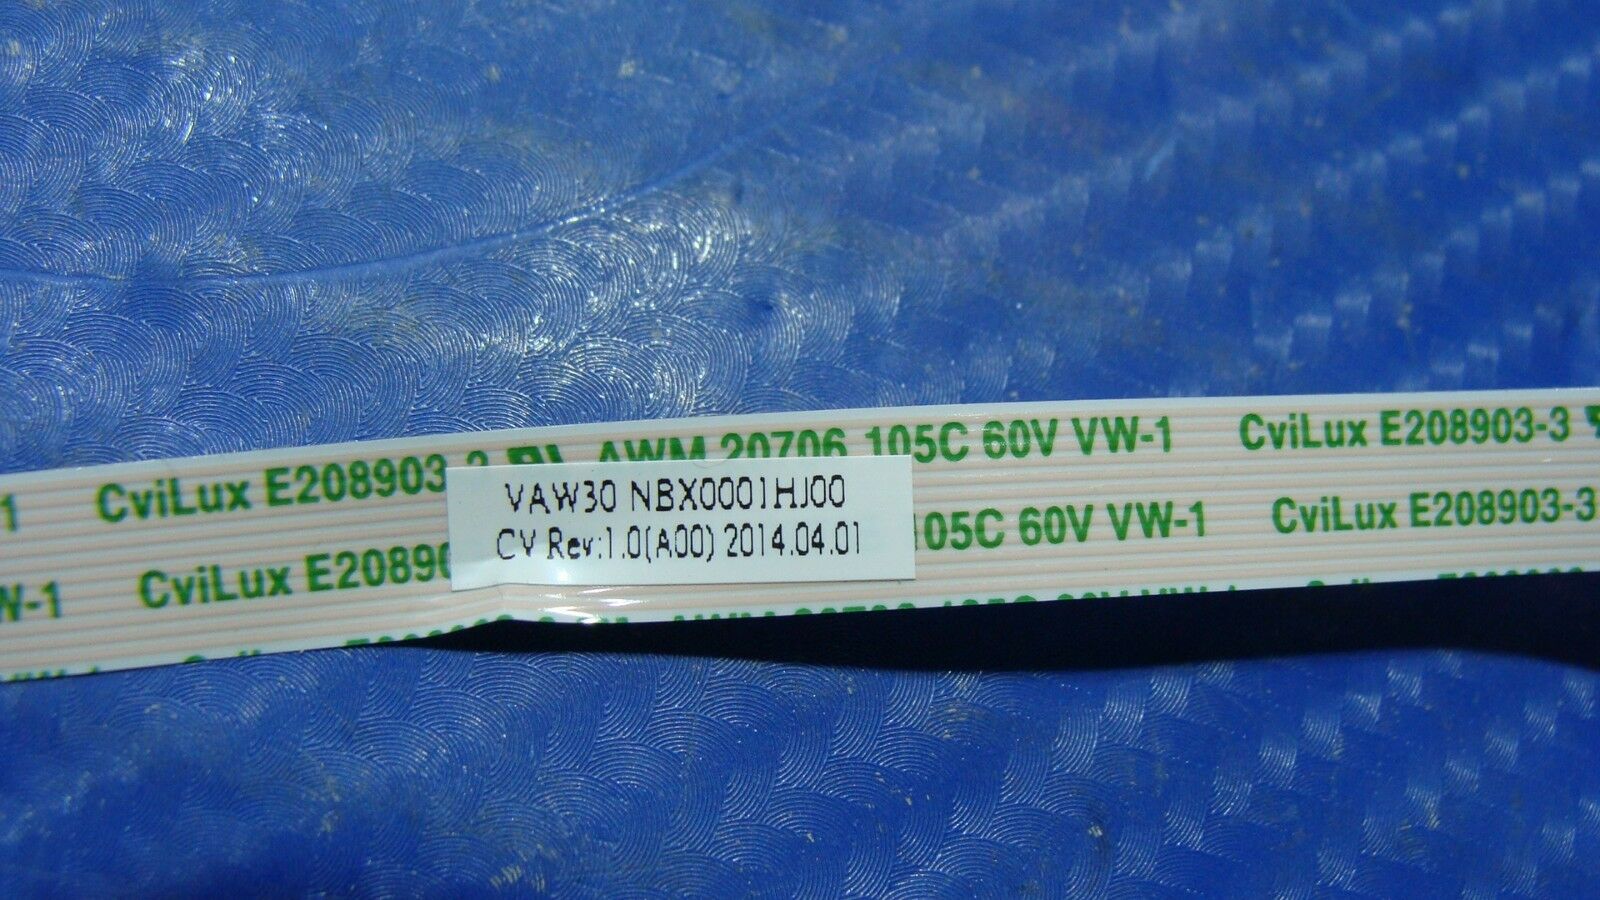 CviLux E208903-3 AWM 20706 105C 60V VW-1 CviLux E208903-3
VAW30 NBX0001HJ00
CV Rev:1.0(A00) 2014.04.01
W-1 CviLux E20890 105C 60V VW-1 CviLux E208903-3